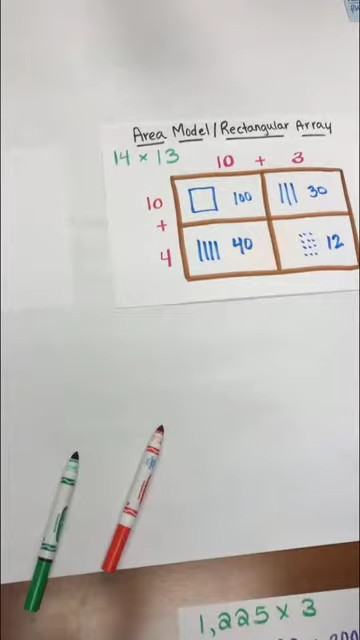 Area Model/Rectangular Array
14 × 13
10 + 3
10 100 30
+
4 40 12
1,225 × 3